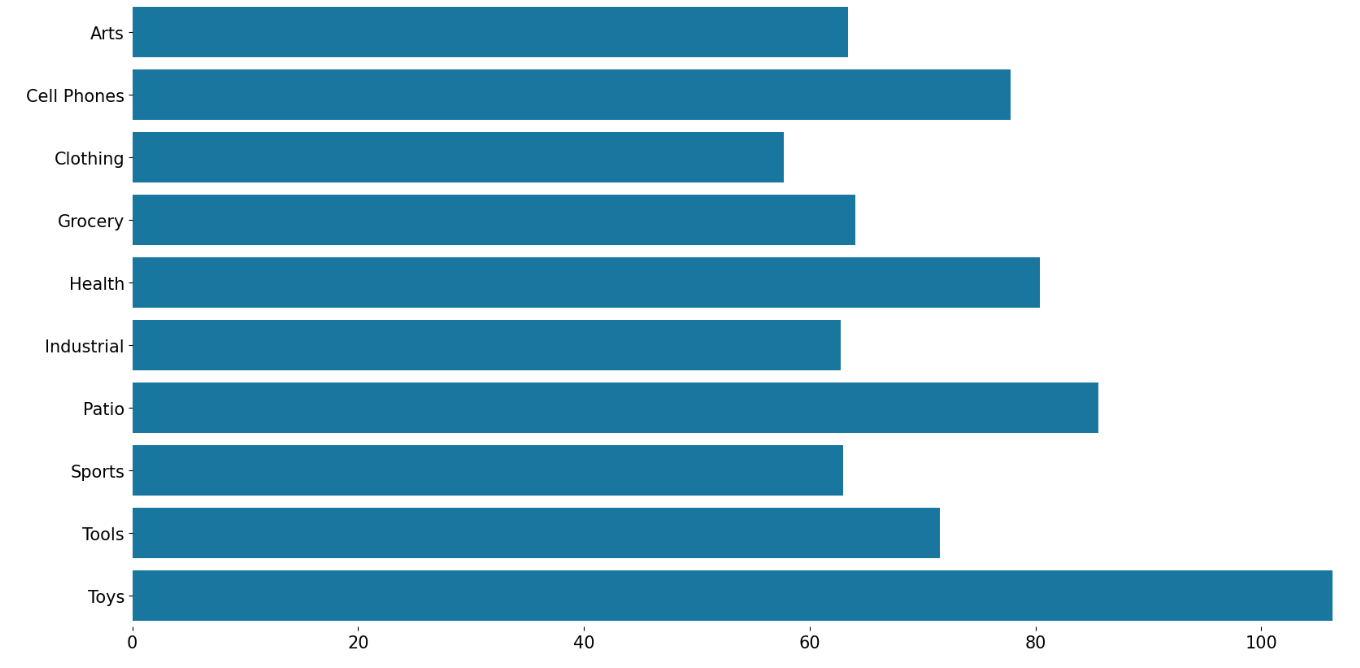 Arts
Cell Phones
Clothing
Grocery
Health
Industrial
Patio
Sports
Tools
Toys
0 20 40 60 80 100